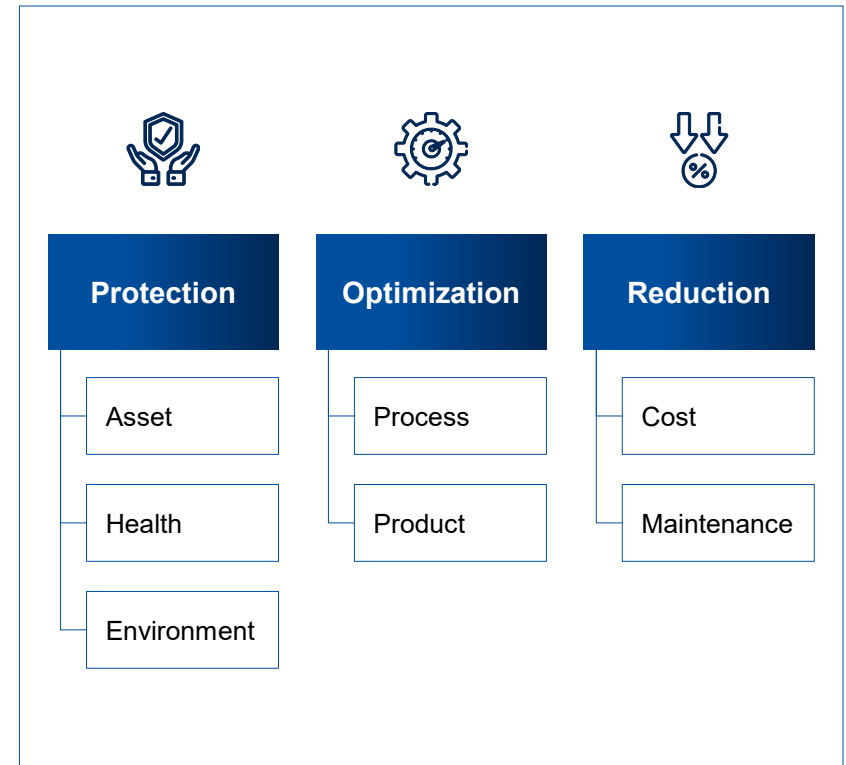 Protection
Asset
Health
Environment
Optimization
Process
Product
%
Reduction
Cost
Maintenance